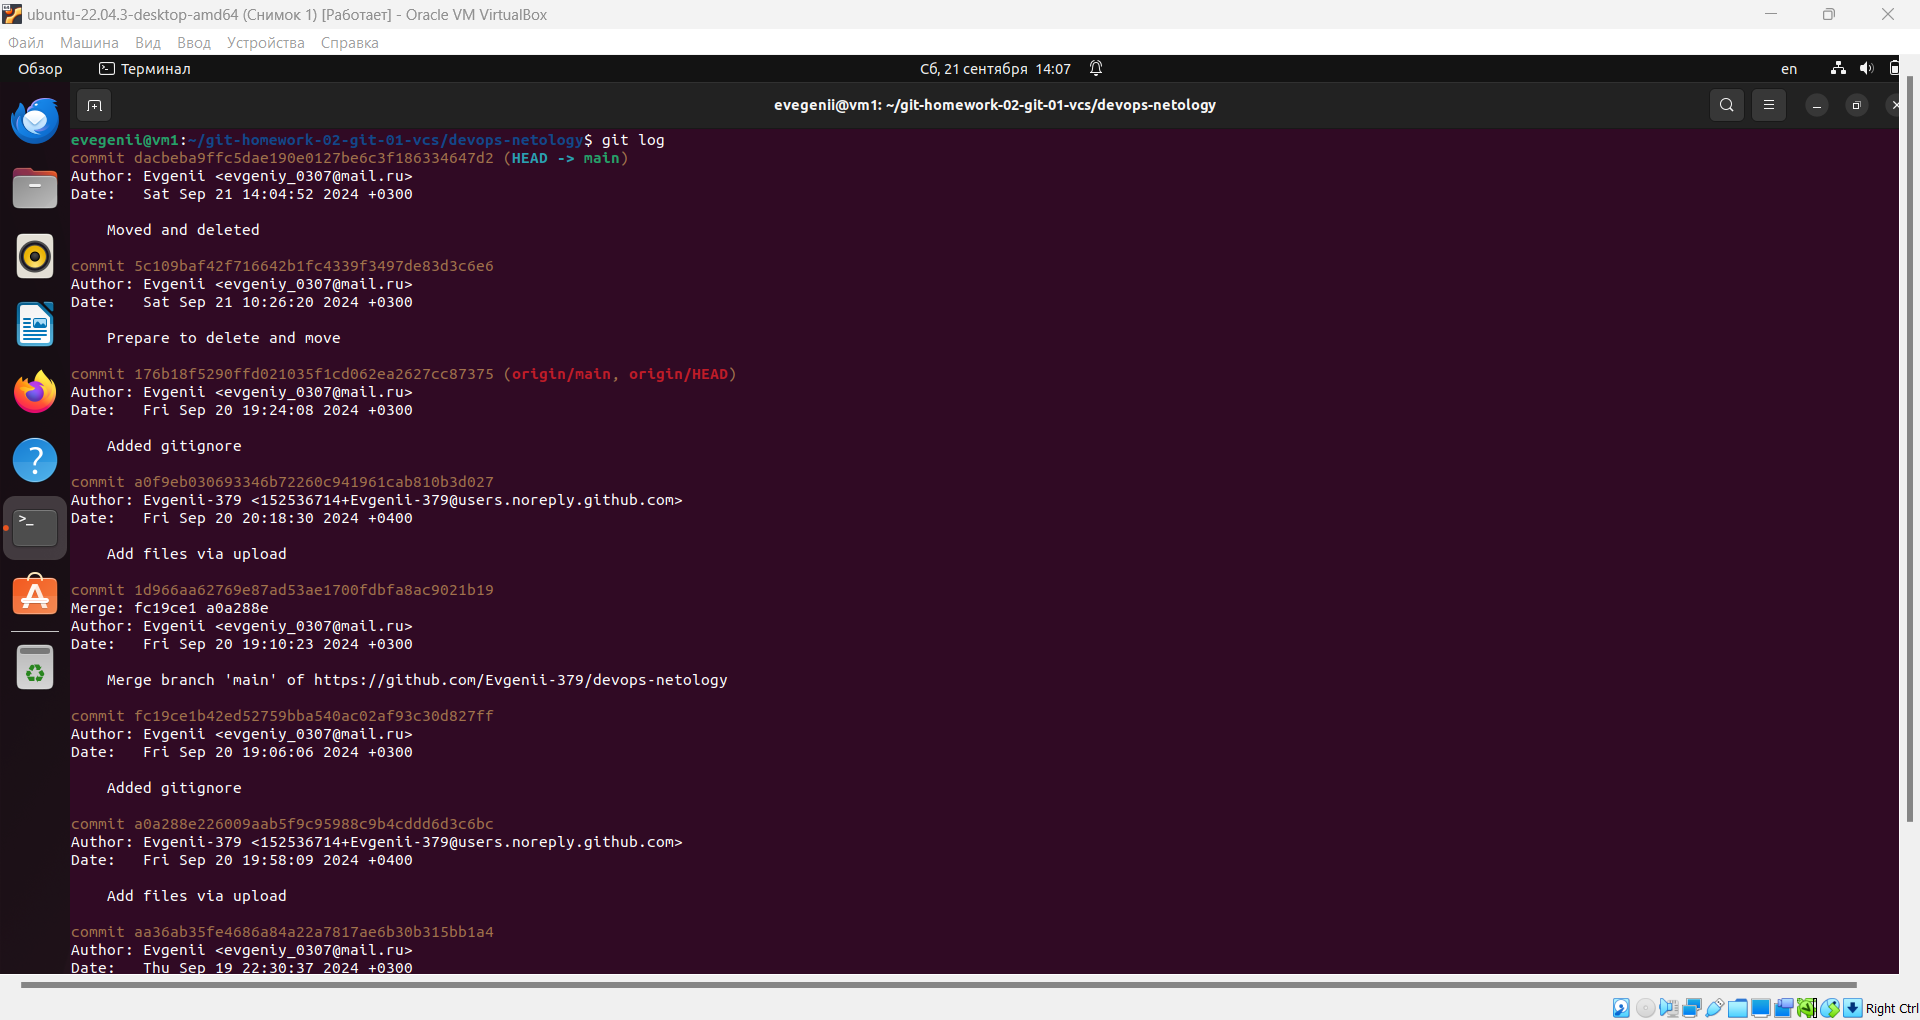 ubuntu-22.04.3-desktop-amd64 (Снимок 1) [Работает] - Oracle VM VirtualBox
Файл Машина Вид Ввод Устройства Справка
Обзор Терминал Сб, 21 сентября 14:07 en
evegenii@vm1: ~/git-homework-02-git-01-vcs/devops-netology
evegenii@vm1:~/git-homework-02-git-01-vcs/devops-netology$ git log
commit dacbeba9ffc5dae190e0127be6c3f186334647d2 (HEAD -> main)
Author: Evgenii <evgeniy_0307@mail.ru>
Date:   Sat Sep 21 14:04:52 2024 +0300
Moved and deleted
commit 5c109baf42f716642b1fc4339f3497de83d3c6e6
Author: Evgenii <evgeniy_0307@mail.ru>
Date:   Sat Sep 21 10:26:20 2024 +0300
Prepare to delete and move
commit 176b18f5290ffd021035f1cd062ea2627cc87375 (origin/main, origin/HEAD)
Author: Evgenii <evgeniy_0307@mail.ru>
Date:   Fri Sep 20 19:24:08 2024 +0300
Added gitignore
commit a0f9eb030693346b72260c941961cab810b3d027
Author: Evgenii-379 <152536714+Evgenii-379@users.noreply.github.com>
Date:   Fri Sep 20 20:18:30 2024 +0400
Add files via upload
commit 1d966aa62769e87ad53ae1700fdbfa8ac9021b19
Merge: fc19ce1 a0a288e
Author: Evgenii <evgeniy_0307@mail.ru>
Date:   Fri Sep 20 19:10:23 2024 +0300
Merge branch 'main' of https://github.com/Evgenii-379/devops-netology
commit fc19ce1b42ed52759bba540ac02af93c30d827ff
Author: Evgenii <evgeniy_0307@mail.ru>
Date:   Fri Sep 20 19:06:06 2024 +0300
Added gitignore
commit a0a288e226009aab5f9c95988c9b4cddd6d3c6bc
Author: Evgenii-379 <152536714+Evgenii-379@users.noreply.github.com>
Date:   Fri Sep 20 19:58:09 2024 +0400
Add files via upload
commit aa36ab35fe4686a84a22a7817ae6b30b315bb1a4
Author: Evgenii <evgeniy_0307@mail.ru>
Date:   Thu Sep 19 22:30:37 2024 +0300
Right Ctrl